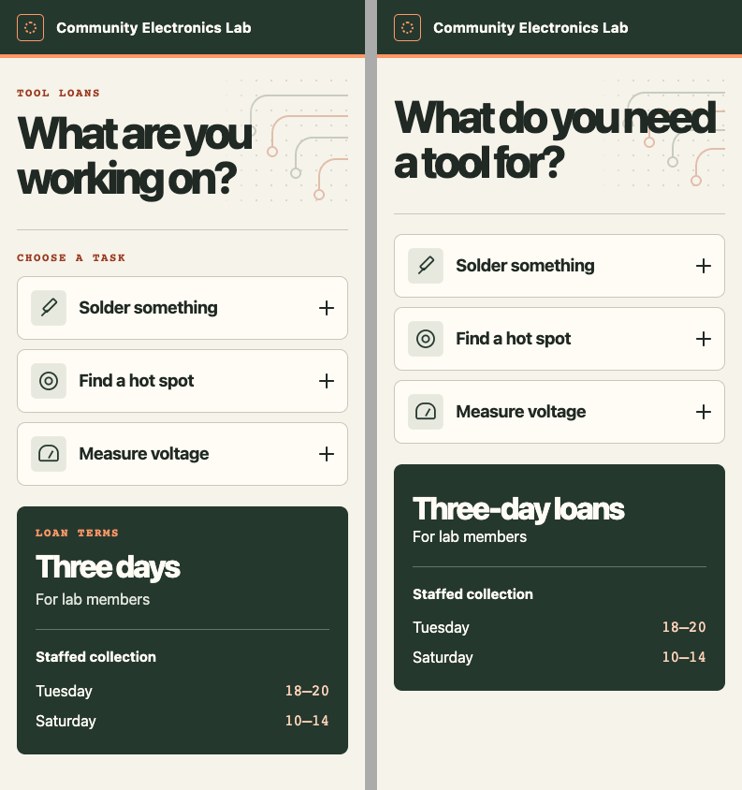 Community Electronics Lab
TOOL LOANS
What are you
working on?
CHOOSE A TASK
Solder something
Find a hot spot
Measure voltage
LOAN TERMS
Three days
For lab members
Staffed collection
Tuesday 18–20
Saturday 10–14
Community Electronics Lab
What do you need
a tool for?
Solder something
Find a hot spot
Measure voltage
Three-day loans
For lab members
Staffed collection
Tuesday 18–20
Saturday 10–14